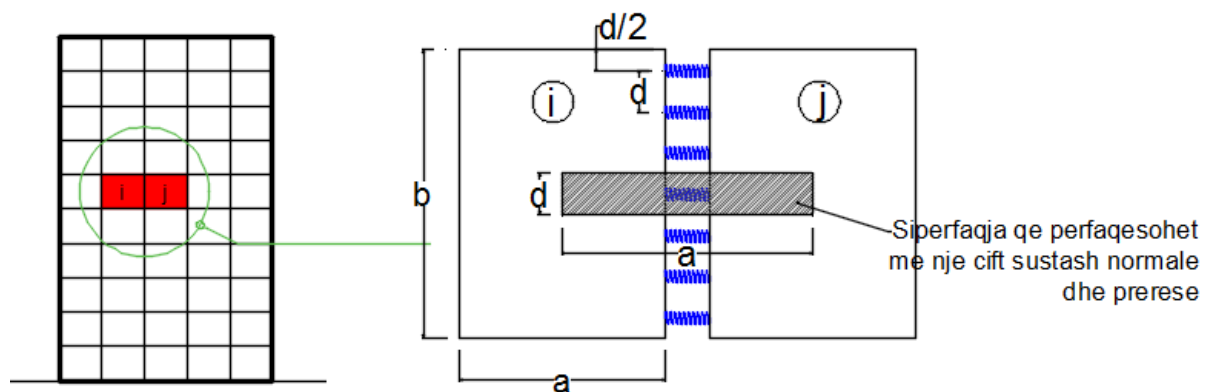 i
j
d/2
d
i
j
b
d
a
a
Siperfaqja qe perfaqesohet
me nje cift sustash normale
dhe prerese